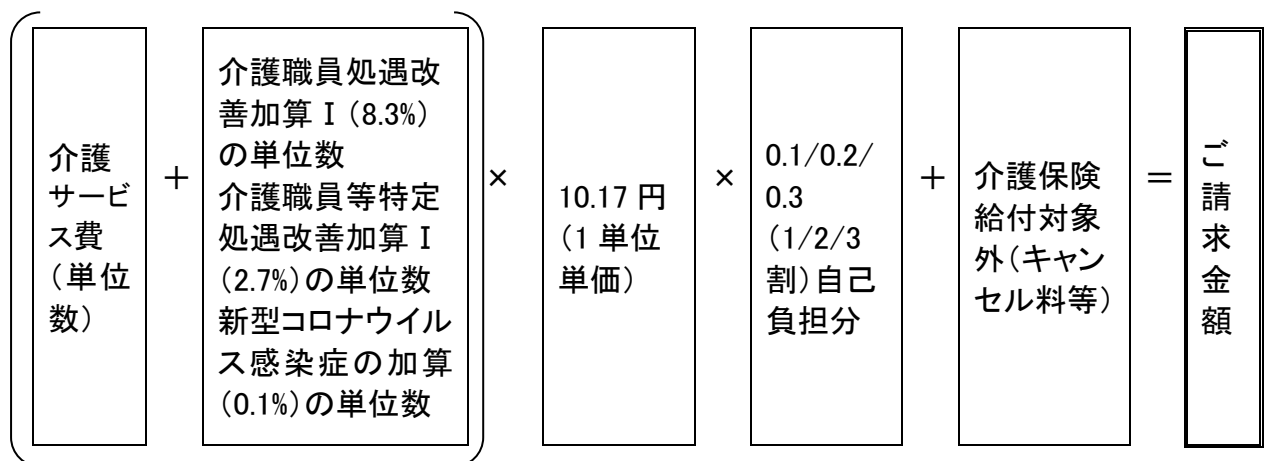 介護
サービ
ス費
(単位
数)
＋
介護職員処遇改
善加算Ⅰ(8.3%)
の単位数
介護職員等特定
処遇改善加算Ⅰ
(2.7%)の単位数
新型コロナウイル
ス感染症の加算
(0.1%)の単位数
×
10.17 円
(1 単位
単価)
×
0.1/0.2/
0.3
(1/2/3
割)自己
負担分
＋
介護保険
給付対象
外(キャン
セル料等)
＝
ご
請
求
金
額